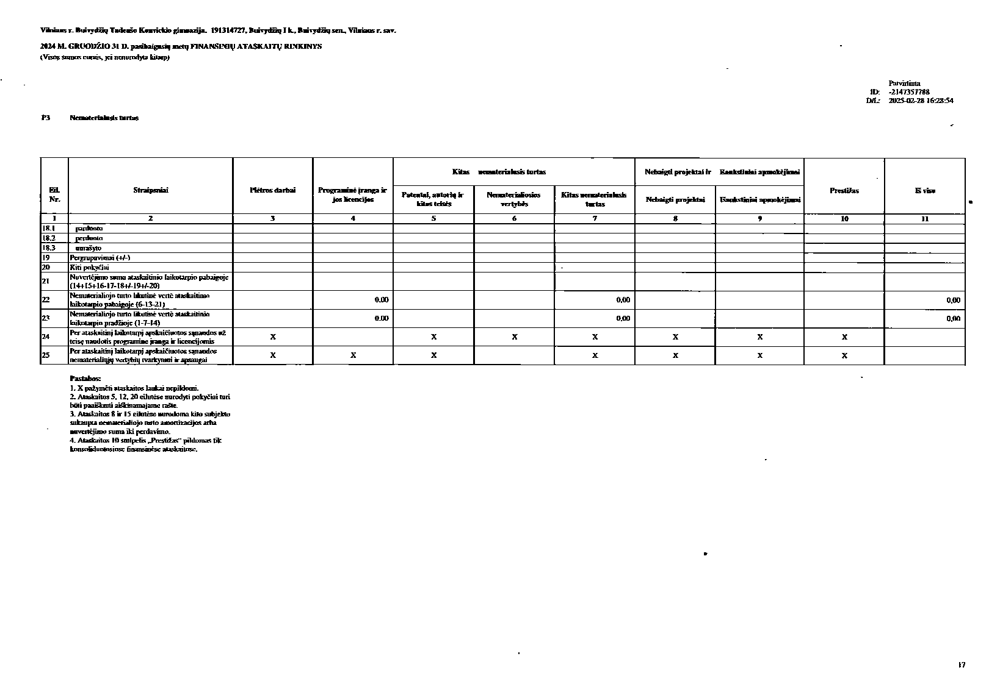 Vilniaus r. Buivydžių Tadeušo Konvickio gimnazija, 191314727, Buivydžių I k., Buivydžių sen., Vilniaus r. sav.
2024 M. GRUODŽIO 31 D. pasibaigusių metų FINANSINIŲ ATASKAITŲ RINKINYS
(Visos sumos eurais, jei nenurodyta kitaip)
Patvirtinta
ID: -2147357788
D/L: 2025-02-28 16:28:54
P3 Nematerialusis turtas
Eil. Nr. Straipsniai Plėtros darbai Programinė įranga ir jos licencijos Kitas nematerialusis turtas Nebaigti projektai ir Išankstiniai apmokėjimai Prestižas Iš viso
Patentai, autorių ir kitos teisės Nematerialiosios vertybės Kitas nematerialusis turtas Nebaigti projektai Išankstiniai apmokėjimai
1 2 3 4 5 6 7 8 9 10 11
18.1 parduoto
18.2 perduoto
18.3 nurašyto
19 Pergrupavimai (+/-)
20 Kiti pokyčiai
21 Nuvertėjimo suma ataskaitinio laikotarpio pabaigoje
(14+15+16-17-18+/-19+/-20)
22 Nematerialiojo turto likutinė vertė ataskaitinio
laikotarpio pabaigoje (6-13-21) 0,00 0,00 0,00
23 Nematerialiojo turto likutinė vertė ataskaitinio
laikotarpio pradžioje (1-7-14) 0,00 0,00 0,00
24 Per ataskaitinį laikotarpį apskaičiuotos sąnaudos už
teisę naudotis programine įranga ir licencijomis X X X X X X X
25 Per ataskaitinį laikotarpį apskaičiuotos sąnaudos
nematerialiųjų vertybių tvarkymui ir apsaugai X X X X X X X
Pastabos:
1. X pažymėti ataskaitos laukai nepildomi.
2. Ataskaitos 5, 12, 20 eilutėse nurodyti pokyčiai turi
būti paaiškinti aiškinamajame rašte.
3. Ataskaitos 8 ir 15 eilutėse nurodoma kito subjekto
sukaupta nematerialiojo turto amortizacijos arba
nuvertėjimo suma iki perdavimo.
4. Ataskaitos 10 stulpelis „Prestižas“ pildomas tik
konsoliduotosiose finansinėse ataskaitose.
17